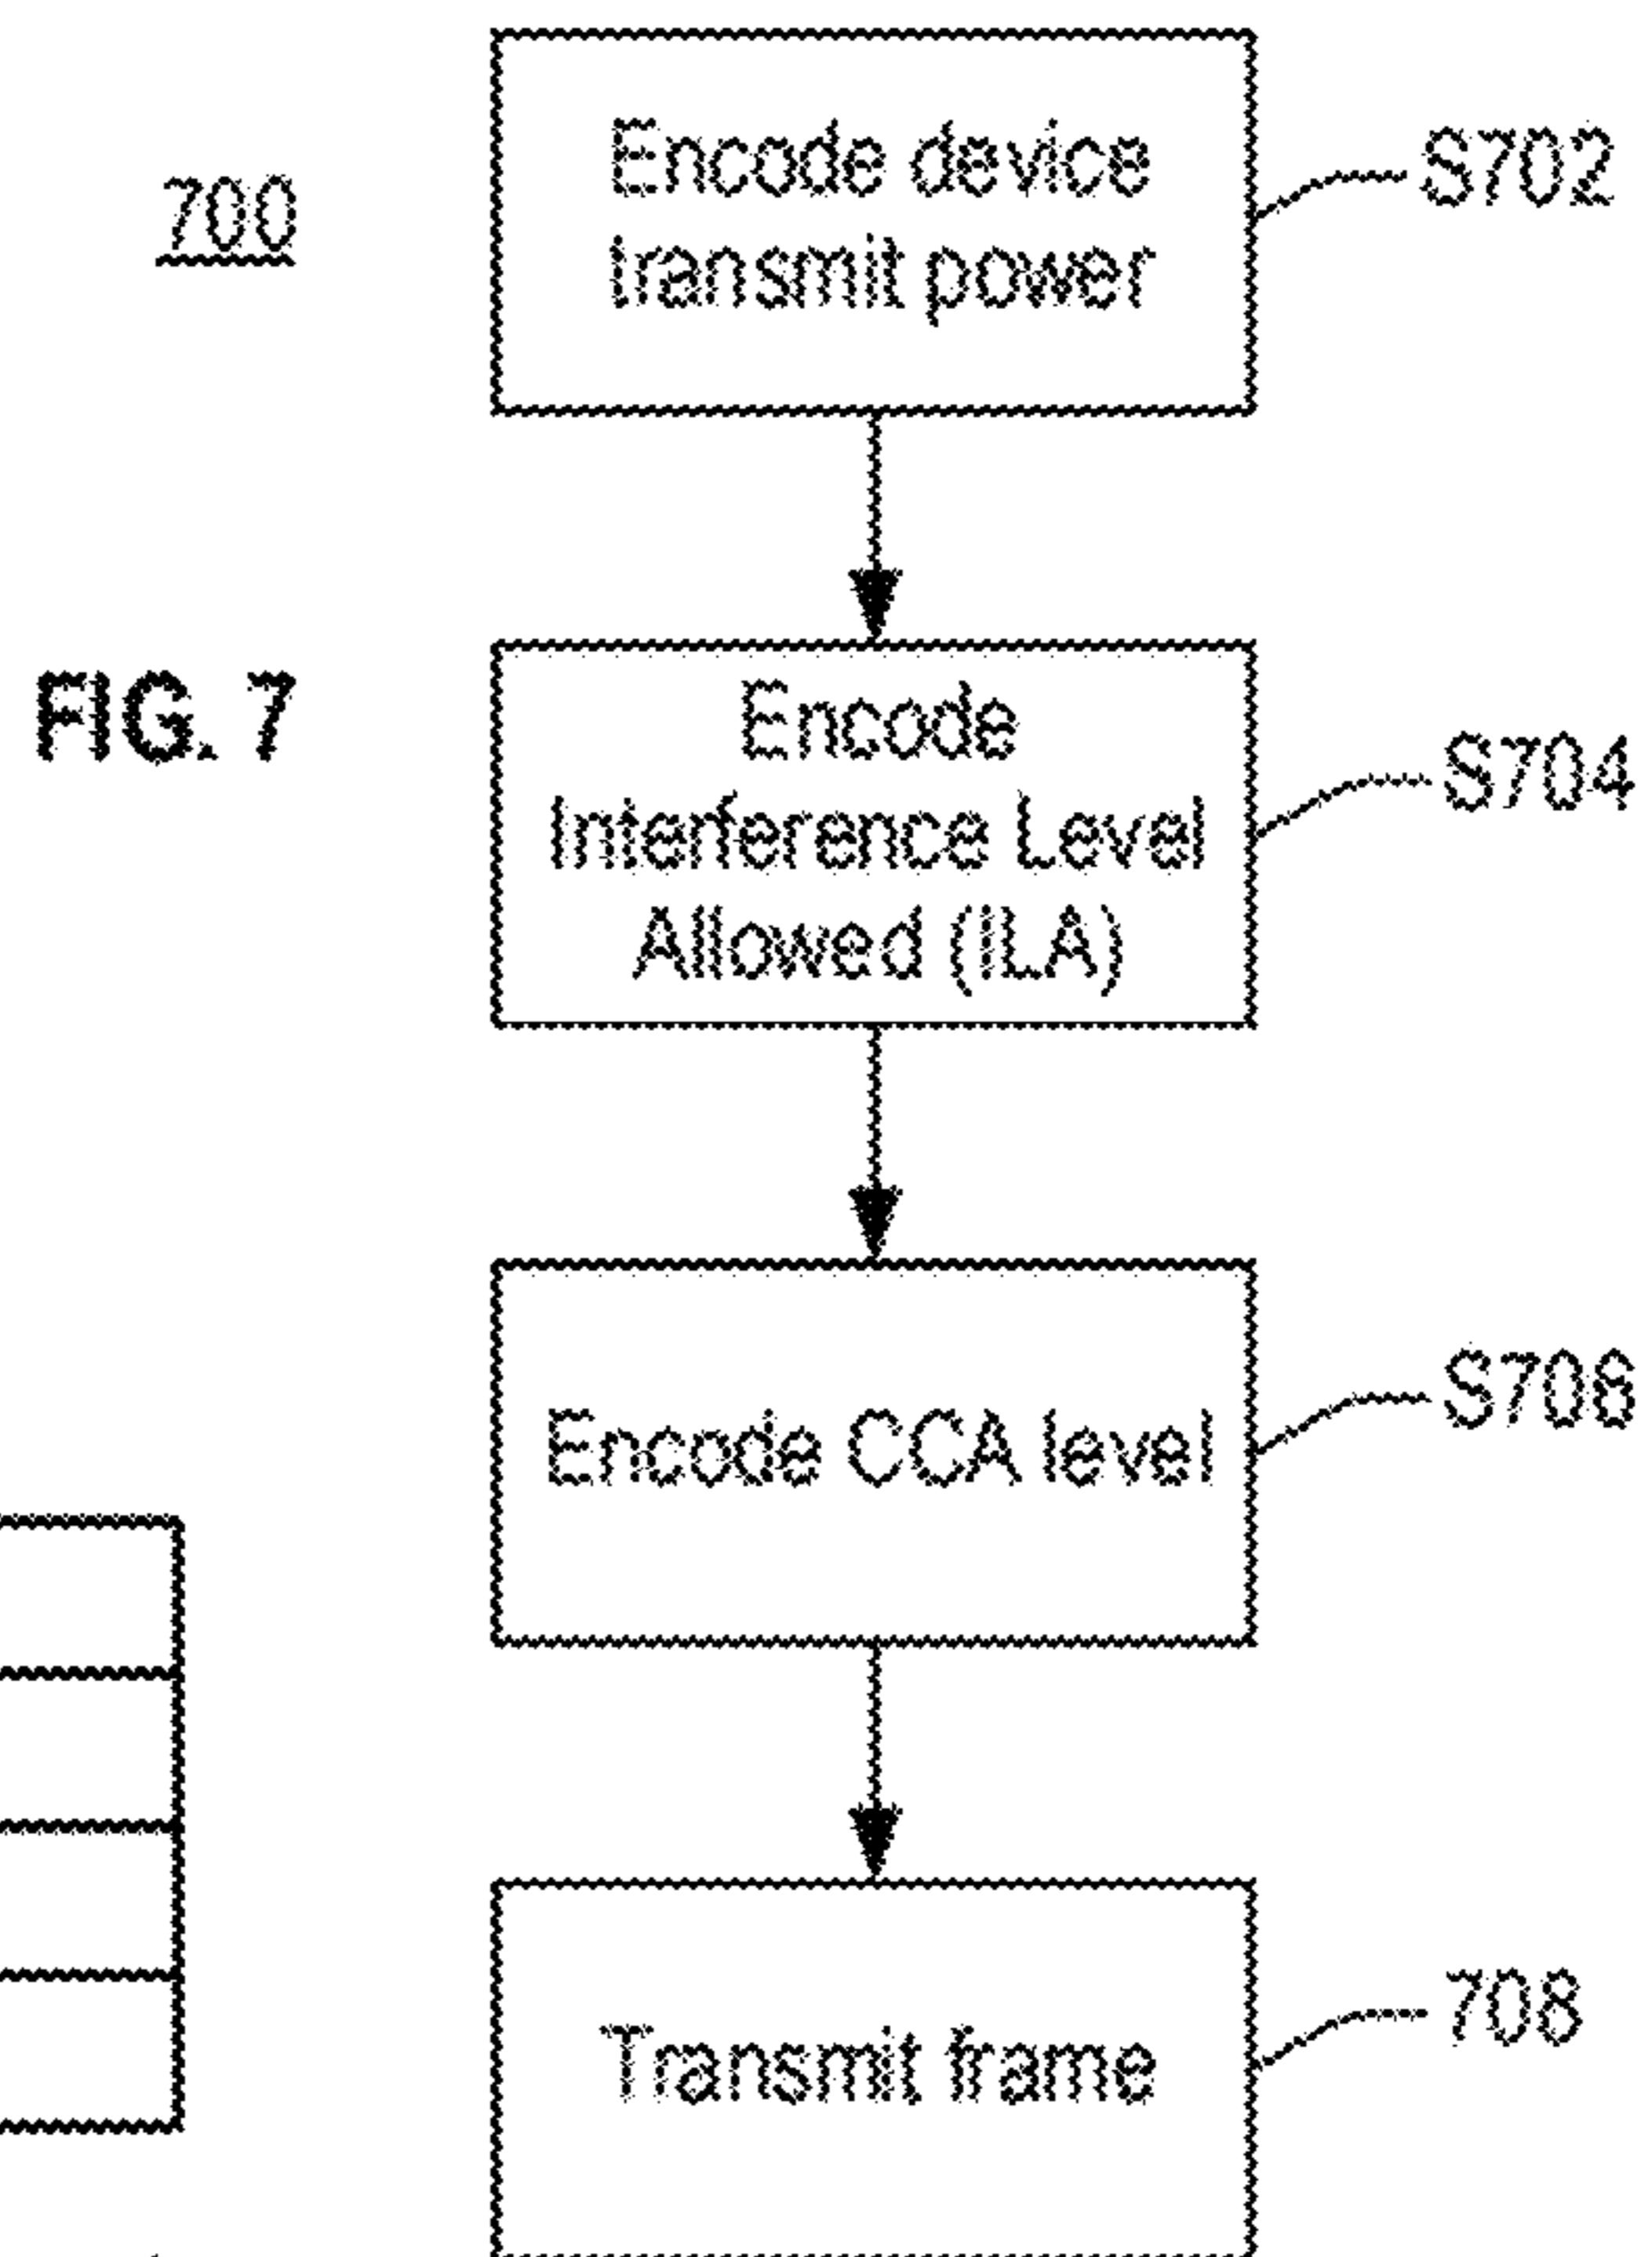 700
Encode device
transmit power
S702
FIG. 7
Encode
Interference Level
Allowed (ILA)
S704
Encode CCA level
S706
Transmit frame
708